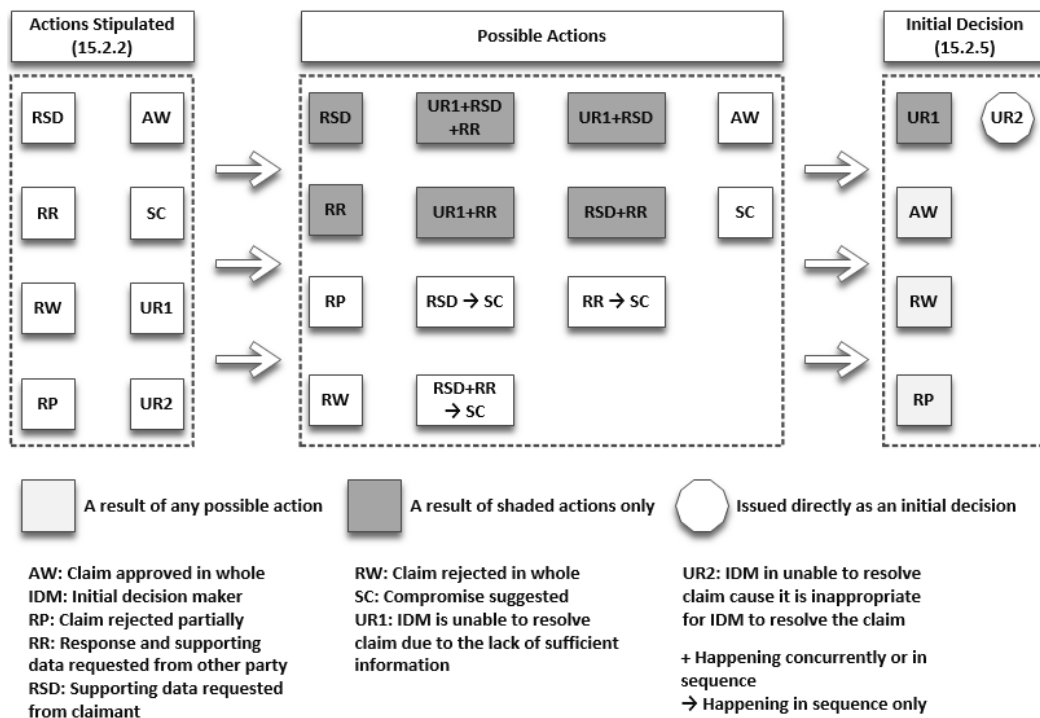 Actions Stipulated
(15.2.2)
Possible Actions
Initial Decision
(15.2.5)
RSD
AW
RR
SC
RW
UR1
RP
UR2
RSD
UR1+RSD
+RR
UR1+RSD
AW
RR
UR1+RR
RSD+RR
SC
RP
RSD → SC
RR → SC
RW
RSD+RR
→ SC
UR1
UR2
AW
RW
RP
A result of any possible action
A result of shaded actions only
Issued directly as an initial decision
AW: Claim approved in whole
IDM: Initial decision maker
RP: Claim rejected partially
RR: Response and supporting
data requested from other party
RSD: Supporting data requested
from claimant
RW: Claim rejected in whole
SC: Compromise suggested
UR1: IDM is unable to resolve
claim due to the lack of sufficient
information
UR2: IDM in unable to resolve
claim cause it is inappropriate
for IDM to resolve the claim
+ Happening concurrently or in
sequence
→ Happening in sequence only